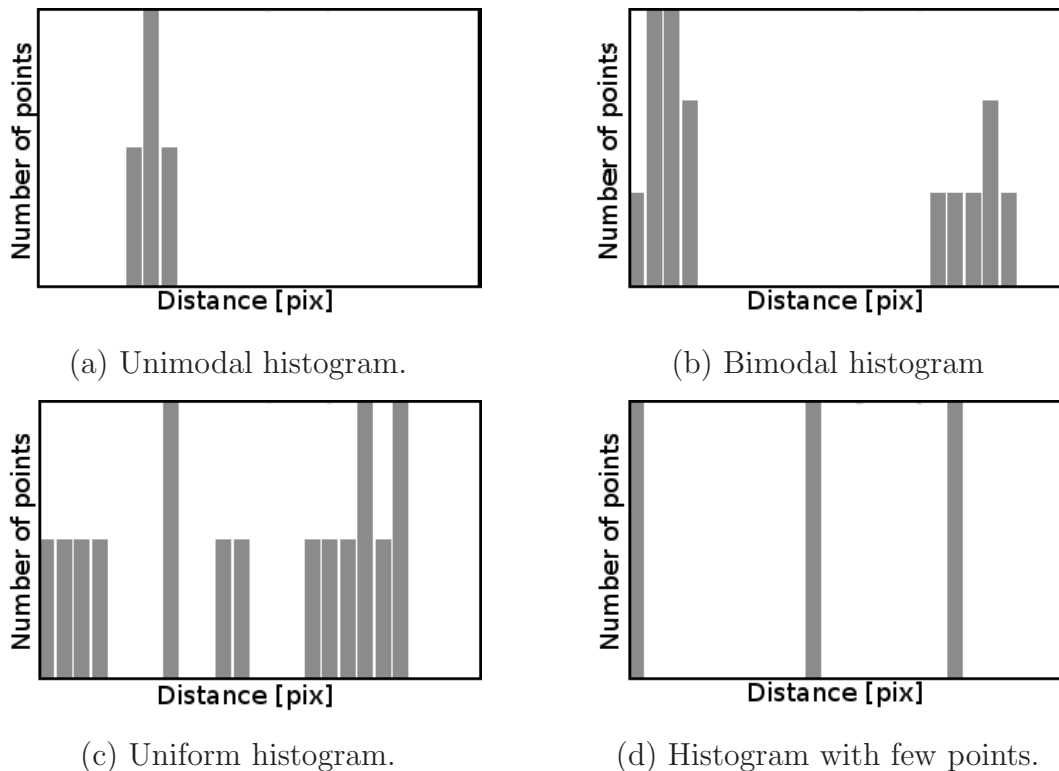 Number of points
Distance [pix]
(a) Unimodal histogram.
Number of points
Distance [pix]
(b) Bimodal histogram
Number of points
Distance [pix]
(c) Uniform histogram.
Number of points
Distance [pix]
(d) Histogram with few points.